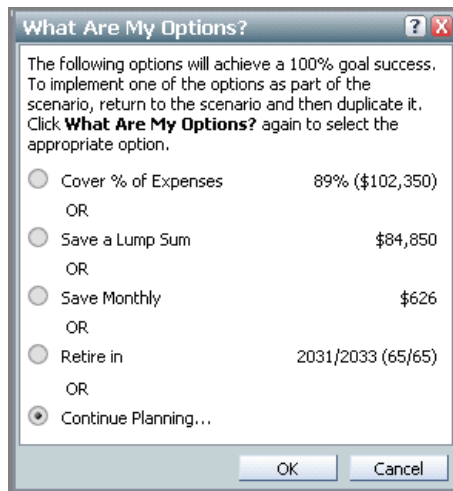 What Are My Options?
The following options will achieve a 100% goal success.
To implement one of the options as part of the
scenario, return to the scenario and then duplicate it.
Click What Are My Options? again to select the
appropriate option.
Cover % of Expenses 89% ($102,350)
OR
Save a Lump Sum $84,850
OR
Save Monthly $626
OR
Retire in 2031/2033 (65/65)
OR
Continue Planning...
OK Cancel